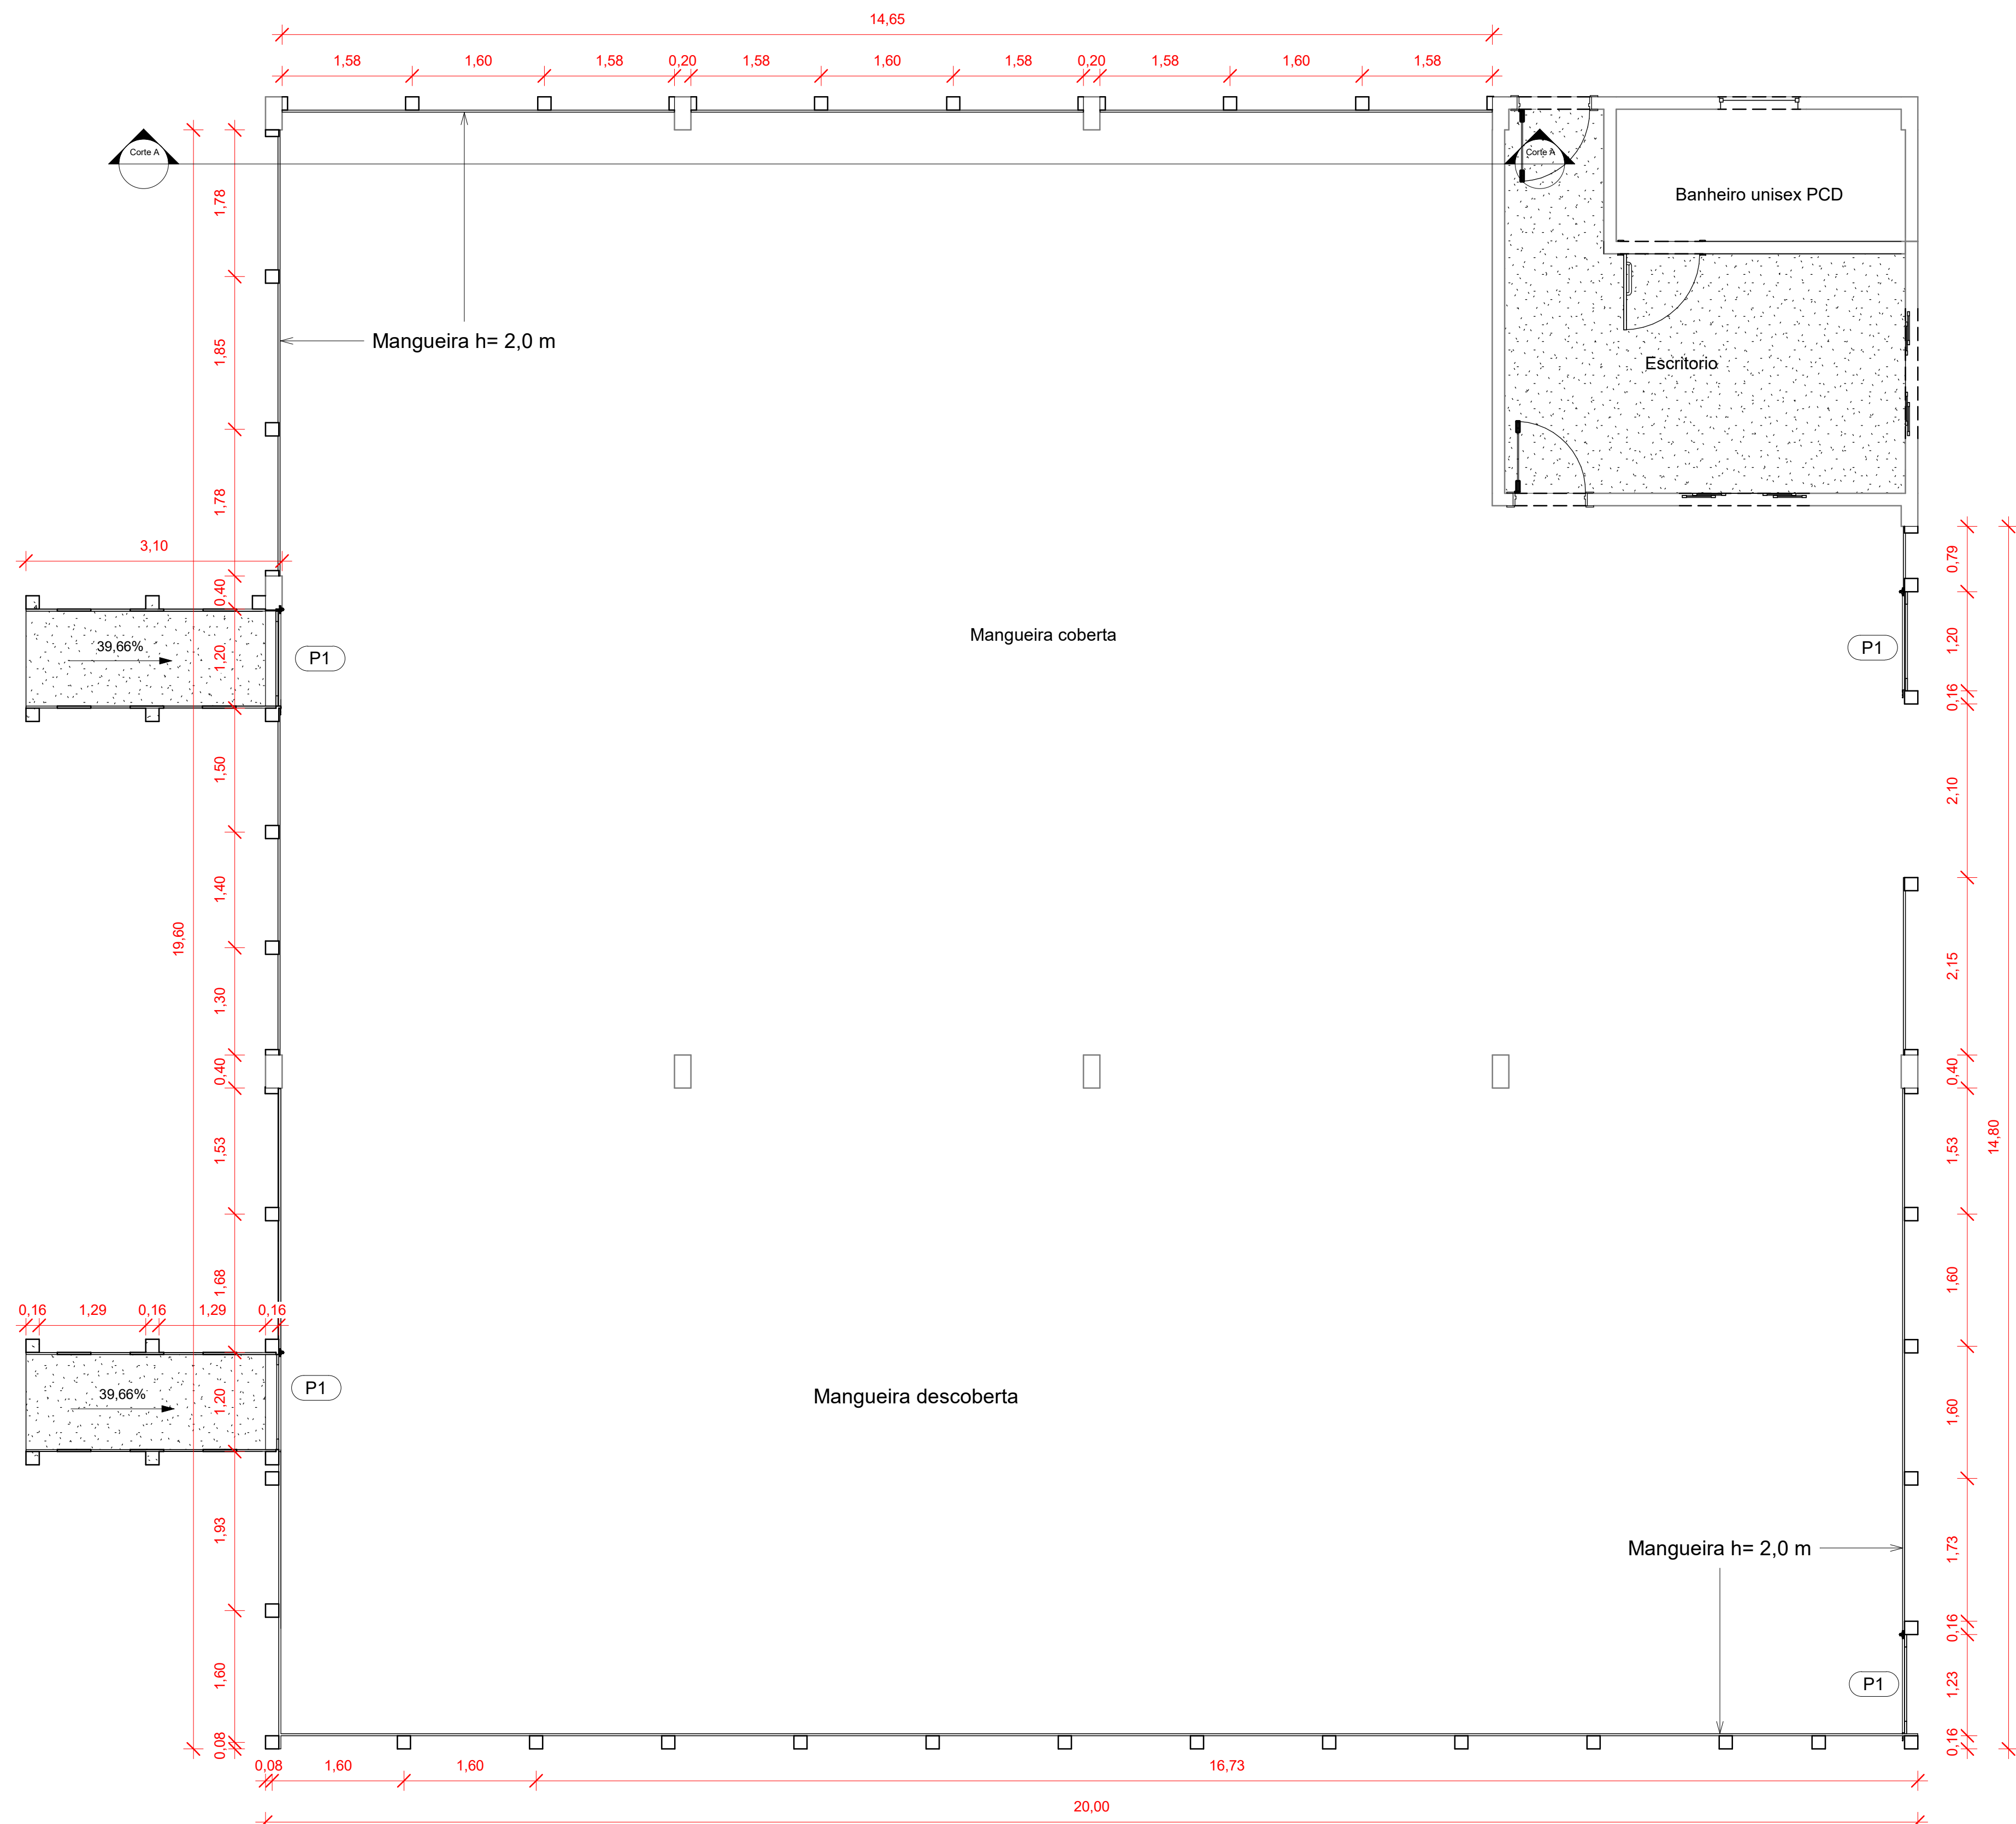 14,65
1,58 1,60 1,58 0,20 1,58 1,60 1,58 0,20 1,58 1,60 1,58
Corte A
Corte A
Banheiro unisex PCD
1,78
Mangueira h= 2,0 m
1,85
Escritorio
1,78
3,10
0,40
0,79
39,66%
1,20
P1
Mangueira coberta
P1
1,20
0,16
1,50
2,10
1,40
19,60
1,30
2,15
0,40
0,40
1,53
1,53
14,80
1,68
1,60
0,16 1,29 0,16 1,29 0,16
39,66%
1,20
P1
Mangueira descoberta
1,60
1,93
Mangueira h= 2,0 m
1,73
0,16
1,60
P1
1,23
0,08
0,16
0,08 1,60 1,60 16,73
20,00